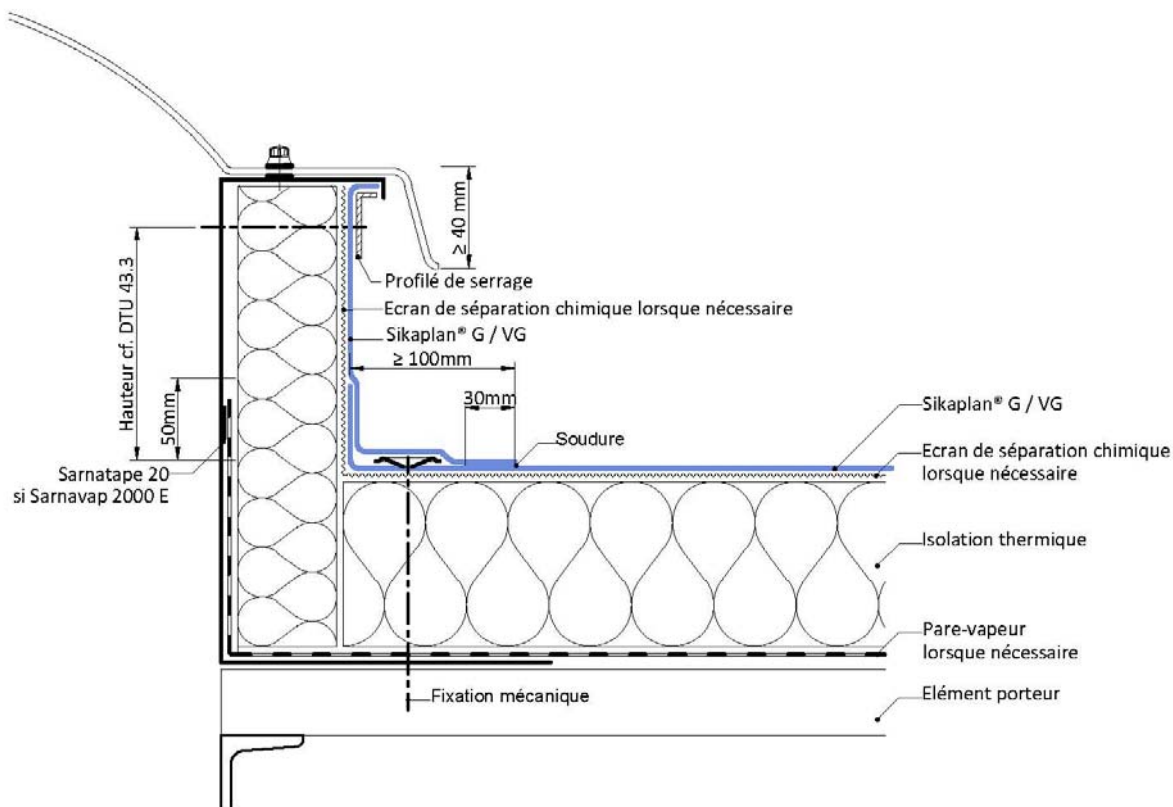 ≥ 40 mm
Profilé de serrage
Ecran de séparation chimique lorsque nécessaire
Sikaplan® G / VG
≥ 100mm
30mm
Soudure
Hauteur cf. DTU 43.3
50mm
Sarnatape 20
si Sarnavap 2000 E
Sikaplan® G / VG
Ecran de séparation chimique
lorsque nécessaire
Isolation thermique
Pare-vapeur
lorsque nécessaire
Elément porteur
Fixation mécanique